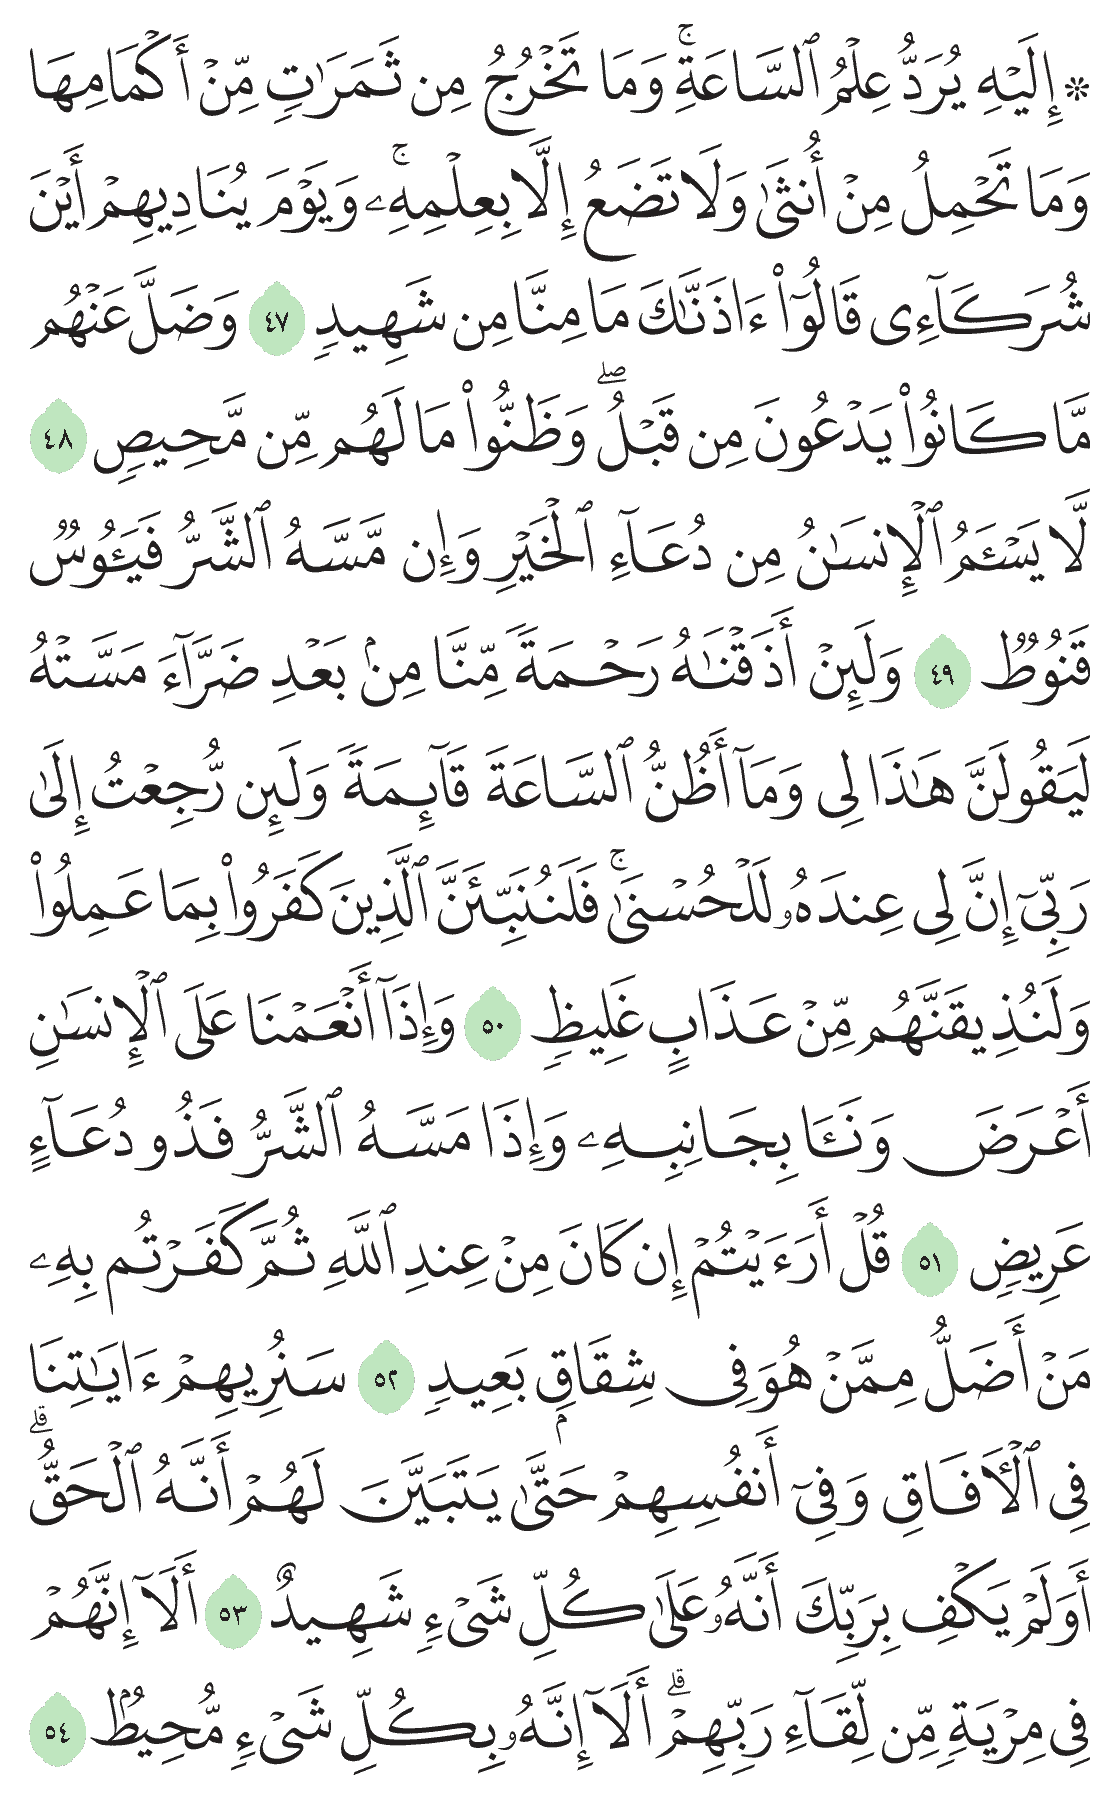 ۞ إِلَيۡهِ يُرَدُّ عِلۡمُ ٱلسَّاعَةِۚ وَمَا تَخۡرُجُ مِن ثَمَرَٰتٖ مِّنۡ أَكۡمَامِهَا
وَمَا تَحۡمِلُ مِنۡ أُنثَىٰ وَلَا تَضَعُ إِلَّا بِعِلۡمِهِۦۚ وَيَوۡمَ يُنَادِيهِمۡ أَيۡنَ
شُرَكَآءِي قَالُوٓاْ ءَاذَنَّٰكَ مَا مِنَّا مِن شَهِيدٖ ٤٧ وَضَلَّ عَنۡهُم
مَّا كَانُواْ يَدۡعُونَ مِن قَبۡلُۖ وَظَنُّواْ مَا لَهُم مِّن مَّحِيصٖ ٤٨
لَّا يَسۡـَٔمُ ٱلۡإِنسَٰنُ مِن دُعَآءِ ٱلۡخَيۡرِ وَإِن مَّسَّهُ ٱلشَّرُّ فَيَـُٔوسٞ
قَنُوطٞ ٤٩ وَلَئِنۡ أَذَقۡنَٰهُ رَحۡمَةٗ مِّنَّا مِنۢ بَعۡدِ ضَرَّآءَ مَسَّتۡهُ
لَيَقُولَنَّ هَٰذَا لِي وَمَآ أَظُنُّ ٱلسَّاعَةَ قَآئِمَةٗ وَلَئِن رُّجِعۡتُ إِلَىٰ
رَبِّيٓ إِنَّ لِي عِندَهُۥ لَلۡحُسۡنَىٰۚ فَلَنُنَبِّئَنَّ ٱلَّذِينَ كَفَرُواْ بِمَا عَمِلُواْ
وَلَنُذِيقَنَّهُم مِّنۡ عَذَابٍ غَلِيظٖ ٥٠ وَإِذَآ أَنۡعَمۡنَا عَلَى ٱلۡإِنسَٰنِ
أَعۡرَضَ وَنَـَٔا بِجَانِبِهِۦ وَإِذَا مَسَّهُ ٱلشَّرُّ فَذُو دُعَآءٍ
عَرِيضٖ ٥١ قُلۡ أَرَءَيۡتُمۡ إِن كَانَ مِنۡ عِندِ ٱللَّهِ ثُمَّ كَفَرۡتُم بِهِۦ
مَنۡ أَضَلُّ مِمَّنۡ هُوَ فِي شِقَاقِۭ بَعِيدٖ ٥٢ سَنُرِيهِمۡ ءَايَٰتِنَا
فِي ٱلۡأٓفَاقِ وَفِيٓ أَنفُسِهِمۡ حَتَّىٰ يَتَبَيَّنَ لَهُمۡ أَنَّهُ ٱلۡحَقُّۗ
أَوَلَمۡ يَكۡفِ بِرَبِّكَ أَنَّهُۥ عَلَىٰ كُلِّ شَيۡءٖ شَهِيدٌ ٥٣ أَلَآ إِنَّهُمۡ
فِي مِرۡيَةٖ مِّن لِّقَآءِ رَبِّهِمۡۗ أَلَآ إِنَّهُۥ بِكُلِّ شَيۡءٖ مُّحِيطُۢ ٥٤